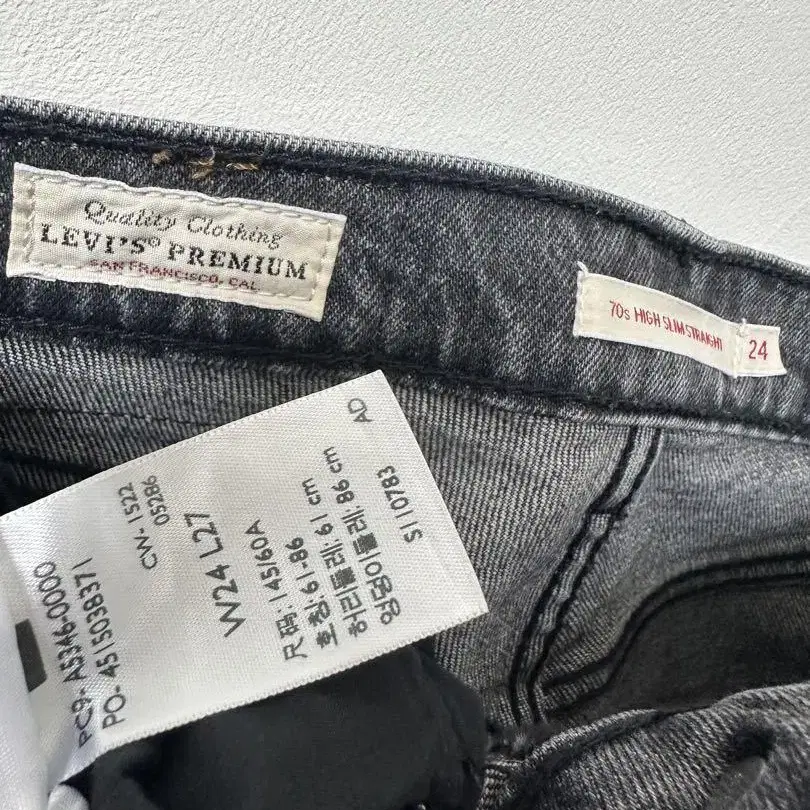 Quality Clothing
LEVI'S® PREMIUM
SAN FRANCISCO, CAL
70s HIGH SLIM STRAIGHT
24
PC9- A5346-0000
PO- 4515038371
CW- 1522
05286
W24 L27
尺码: 145/60A
호칭: 61-86
허리둘레: 61 cm
엉덩이둘레: 86 cm
S110783
AD